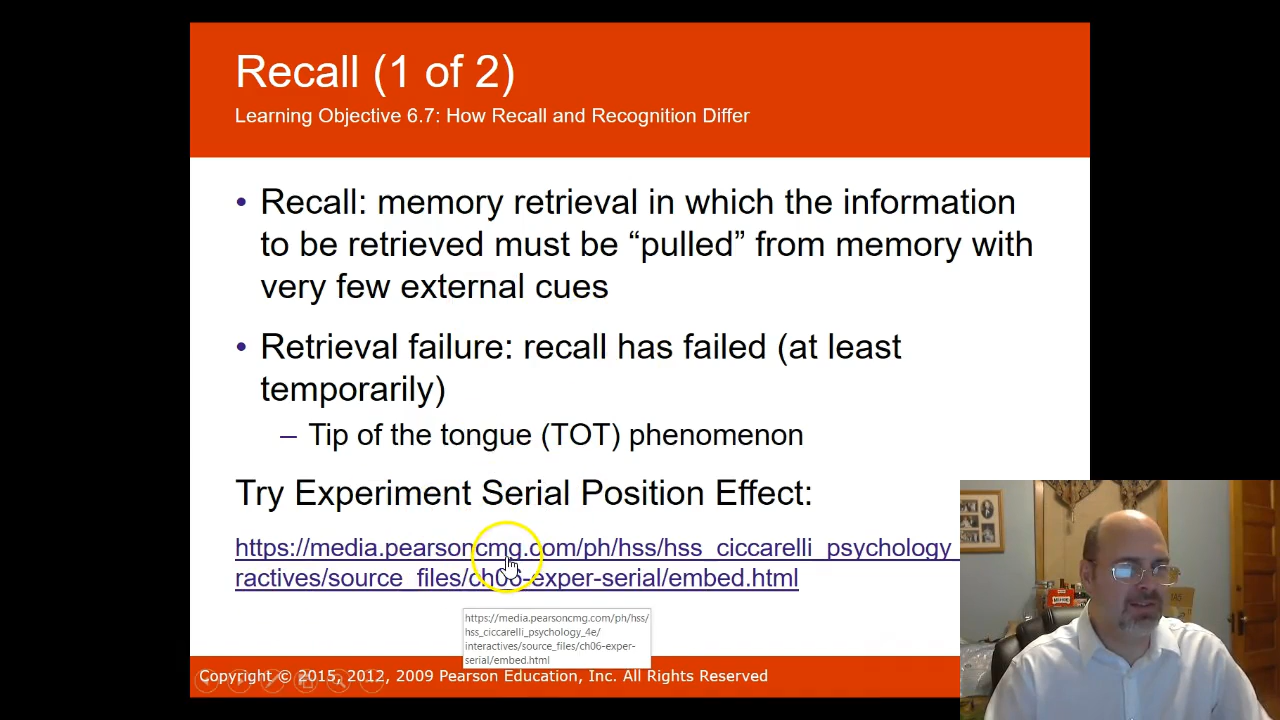 Recall (1 of 2)
Learning Objective 6.7: How Recall and Recognition Differ
• Recall: memory retrieval in which the information
to be retrieved must be “pulled” from memory with
very few external cues
• Retrieval failure: recall has failed (at least
temporarily)
– Tip of the tongue (TOT) phenomenon
Try Experiment Serial Position Effect:
https://media.pearsoncmg.com/ph/hss/hss_ciccarelli_psychology_
ractives/source_files/ch06-exper-serial/embed.html
https://media.pearsoncmg.com/ph/hss/
hss_ciccarelli_psychology_4e/
interactives/source_files/ch06-exper-
serial/embed.html
Copyright © 2015, 2012, 2009 Pearson Education, Inc. All Rights Reserved